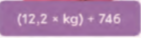 (12,2 × kg) + 746